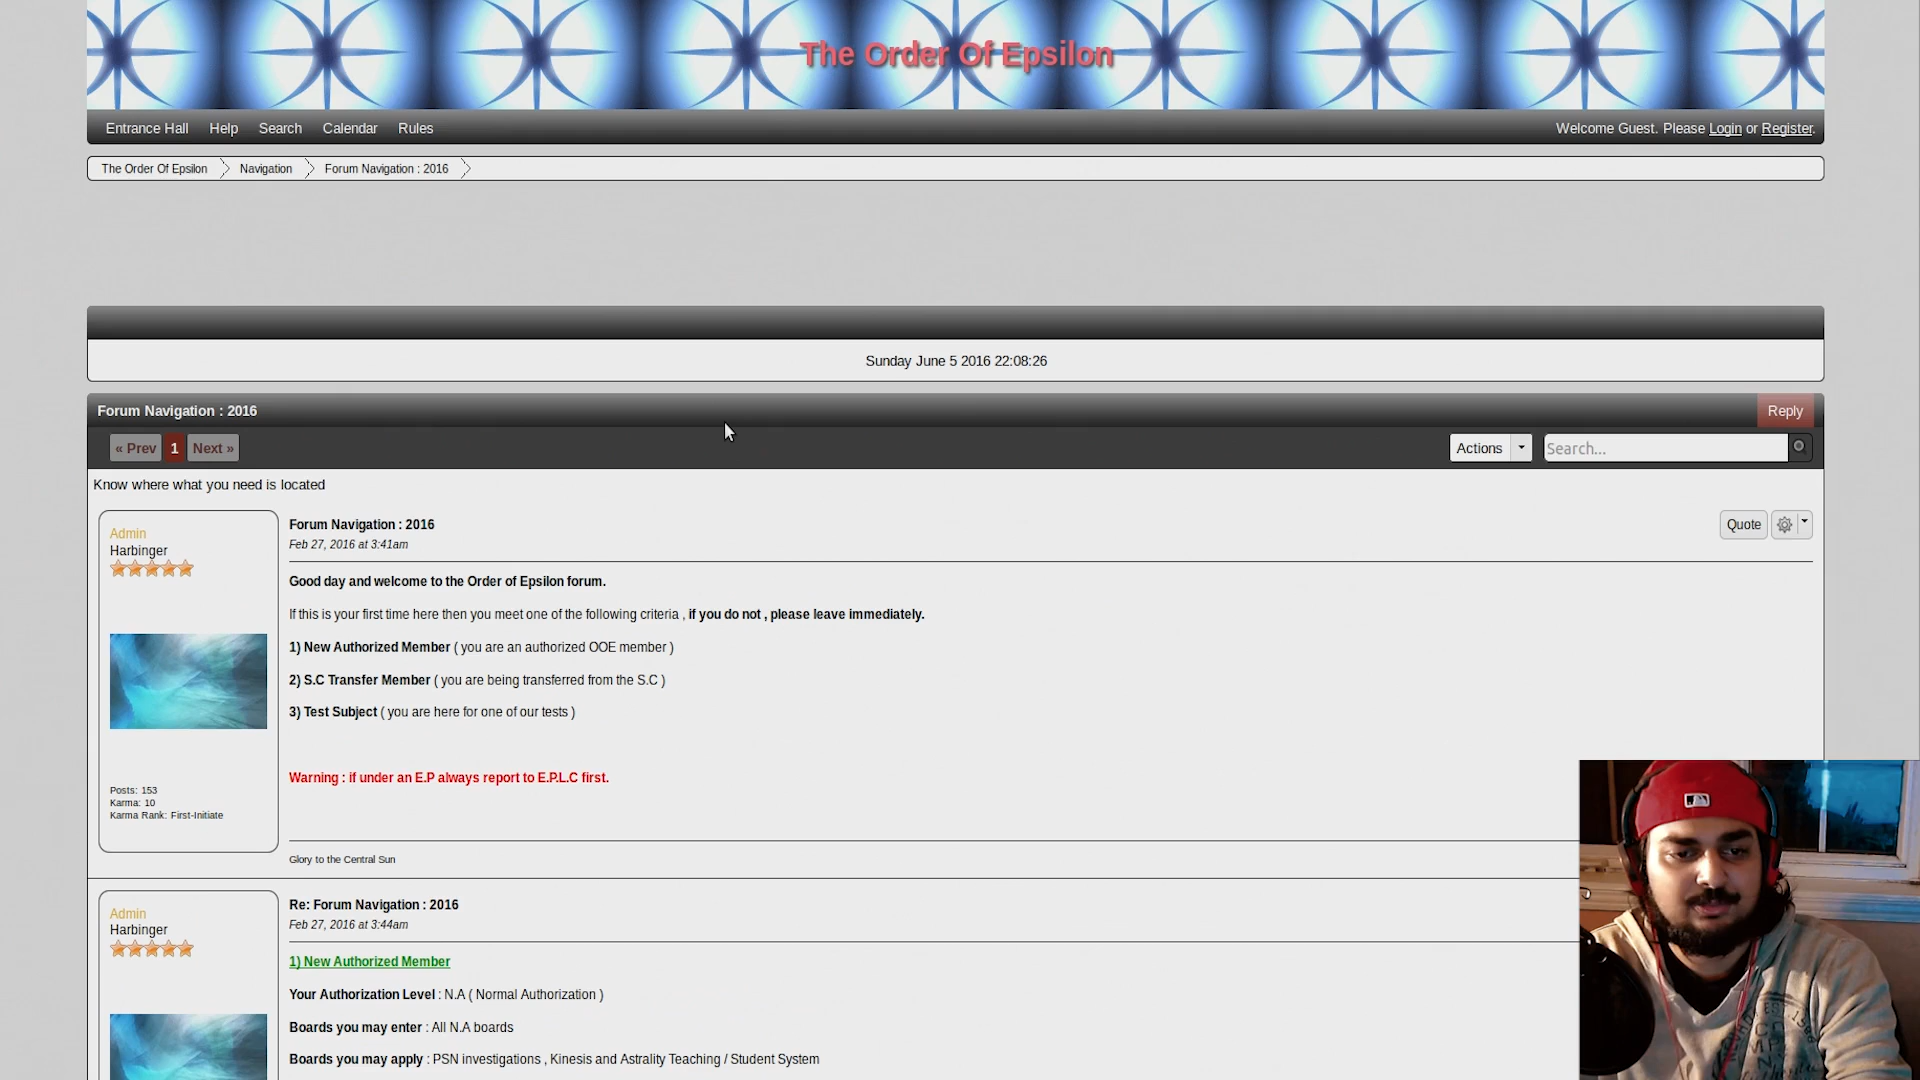 The Order Of Epsilon
Entrance Hall Help Search Calendar Rules Welcome Guest. Please Login or Register.
The Order Of Epsilon Navigation Forum Navigation : 2016
Sunday June 5 2016 22:08:26
Forum Navigation : 2016 Reply
« Prev 1 Next » Actions Search...
Know where what you need is located
Admin
Harbinger
Posts: 153
Karma: 10
Karma Rank: First-Initiate
Forum Navigation : 2016 Quote
Feb 27, 2016 at 3:41am
Good day and welcome to the Order of Epsilon forum.
If this is your first time here then you meet one of the following criteria , if you do not , please leave immediately.
1) New Authorized Member ( you are an authorized OOE member )
2) S.C Transfer Member ( you are being transferred from the S.C )
3) Test Subject ( you are here for one of our tests )
Warning : if under an E.P always report to E.P.L.C first.
Glory to the Central Sun
Admin
Harbinger
Re: Forum Navigation : 2016
Feb 27, 2016 at 3:44am
1) New Authorized Member
Your Authorization Level : N.A ( Normal Authorization )
Boards you may enter : All N.A boards
Boards you may apply : PSN investigations , Kinesis and Astrality Teaching / Student System